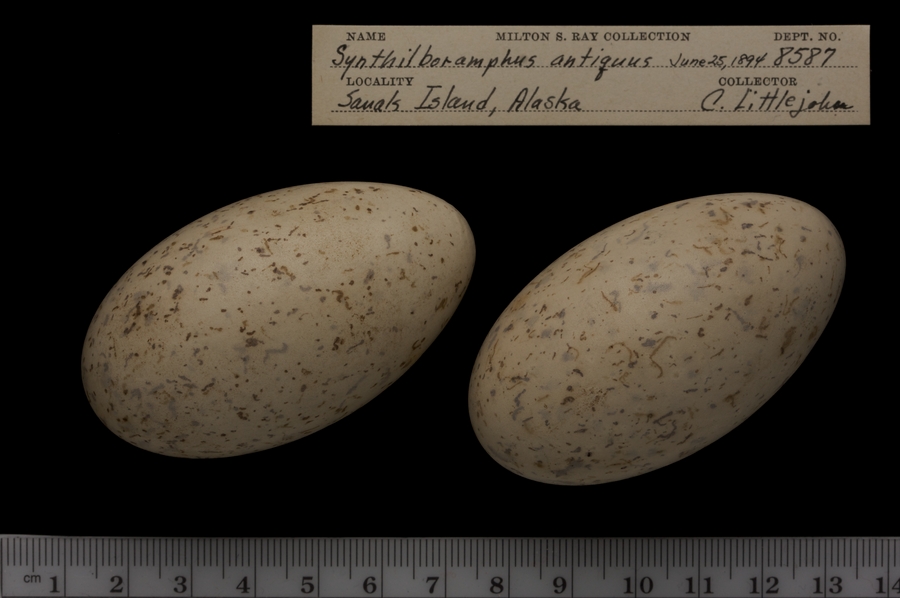 NAME MILTON S. RAY COLLECTION DEPT. NO.
Synthliboramphus antiquus June 25, 1894 8587
LOCALITY COLLECTOR
Sanak Island, Alaska C. Littlejohn
cm 1 2 3 4 5 6 7 8 9 10 11 12 13 14